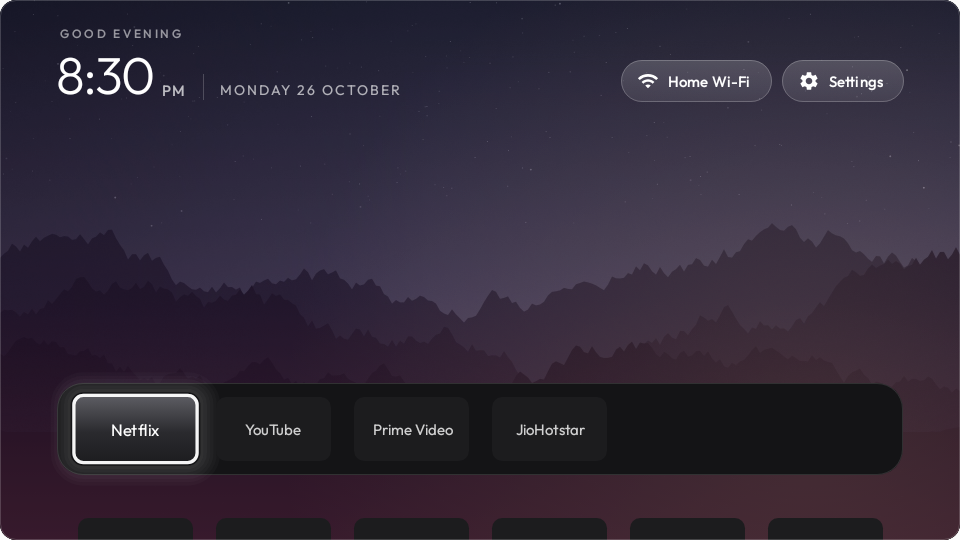 GOOD EVENING
8:30 PM
MONDAY 26 OCTOBER
Home Wi-Fi
Settings
Netflix
YouTube
Prime Video
JioHotstar